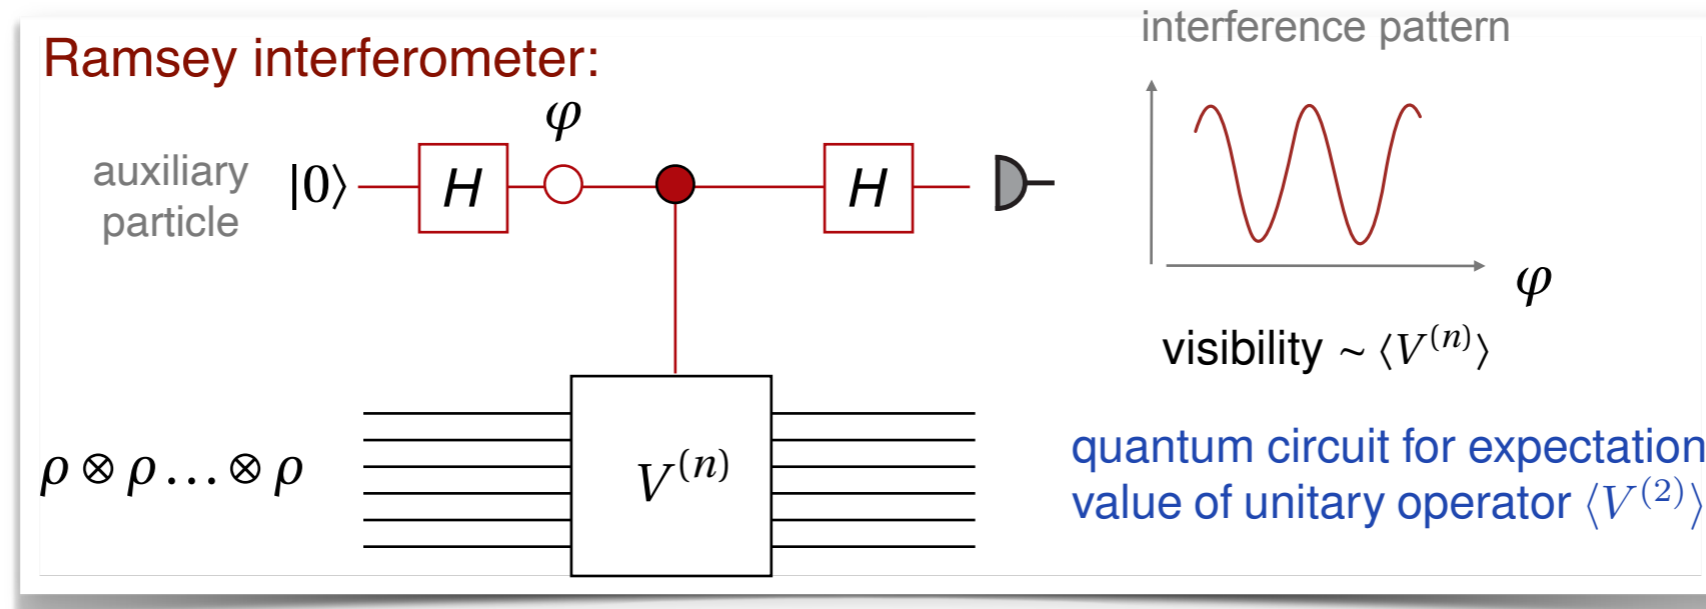 interference pattern
Ramsey interferometer:
φ
auxiliary
particle
|0⟩
H
H
φ
visibility ~ ⟨V⁽ⁿ⁾⟩
ρ ⊗ ρ … ⊗ ρ
V⁽ⁿ⁾
quantum circuit for expectation
value of unitary operator ⟨V⁽²⁾⟩